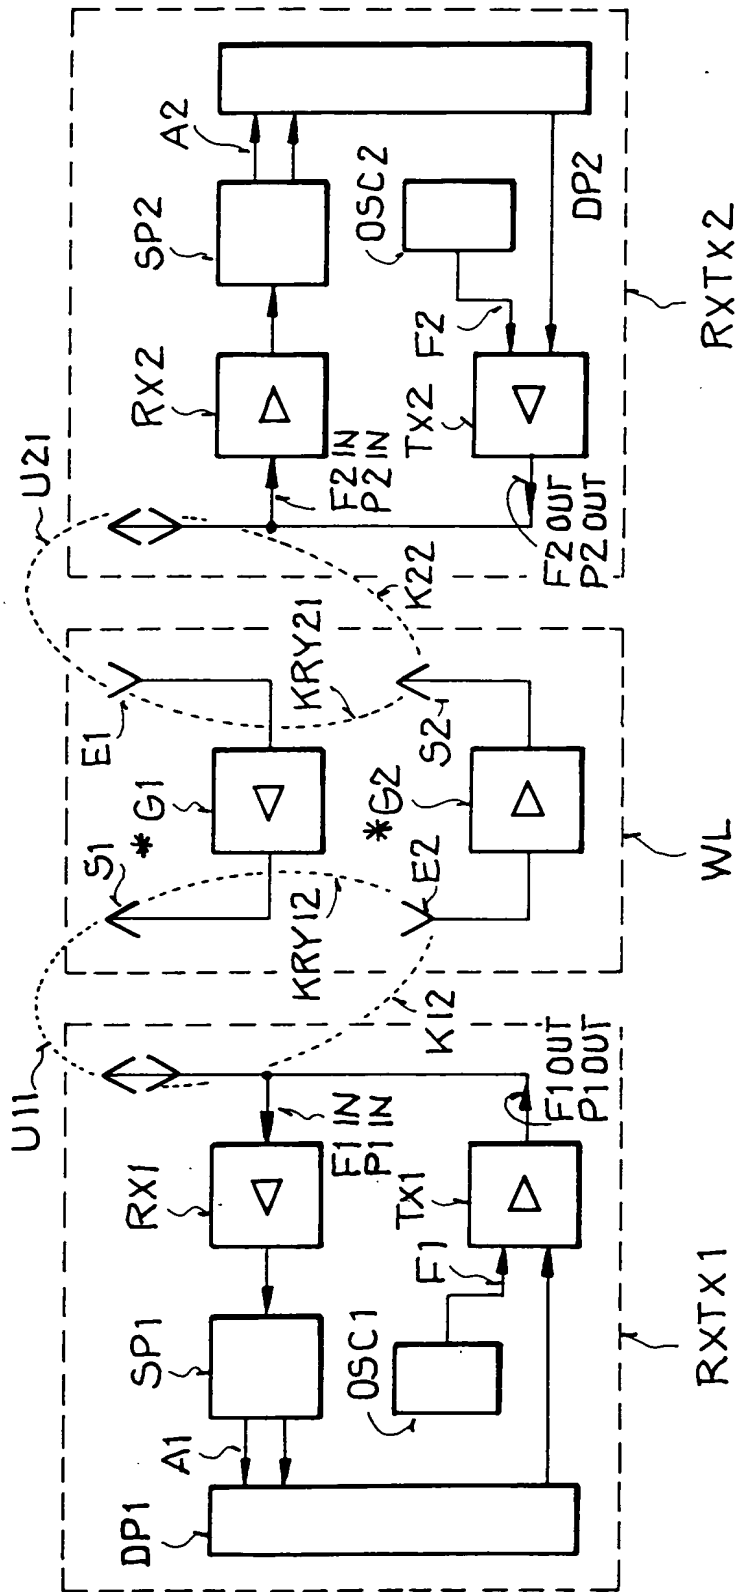 U11
DP1
A1
SP1
RX1
F1 IN
P1 IN
OSC1
F1
TX1
F1 OUT
P1 OUT
RXTX1
K12
S1
*G1
E1
KRY12
KRY21
E2
*G2
S2
WL
U21
K22
RX2
SP2
A2
F2 IN
P2 IN
TX2
F2
OSC2
DP2
F2 OUT
P2 OUT
RXTX2